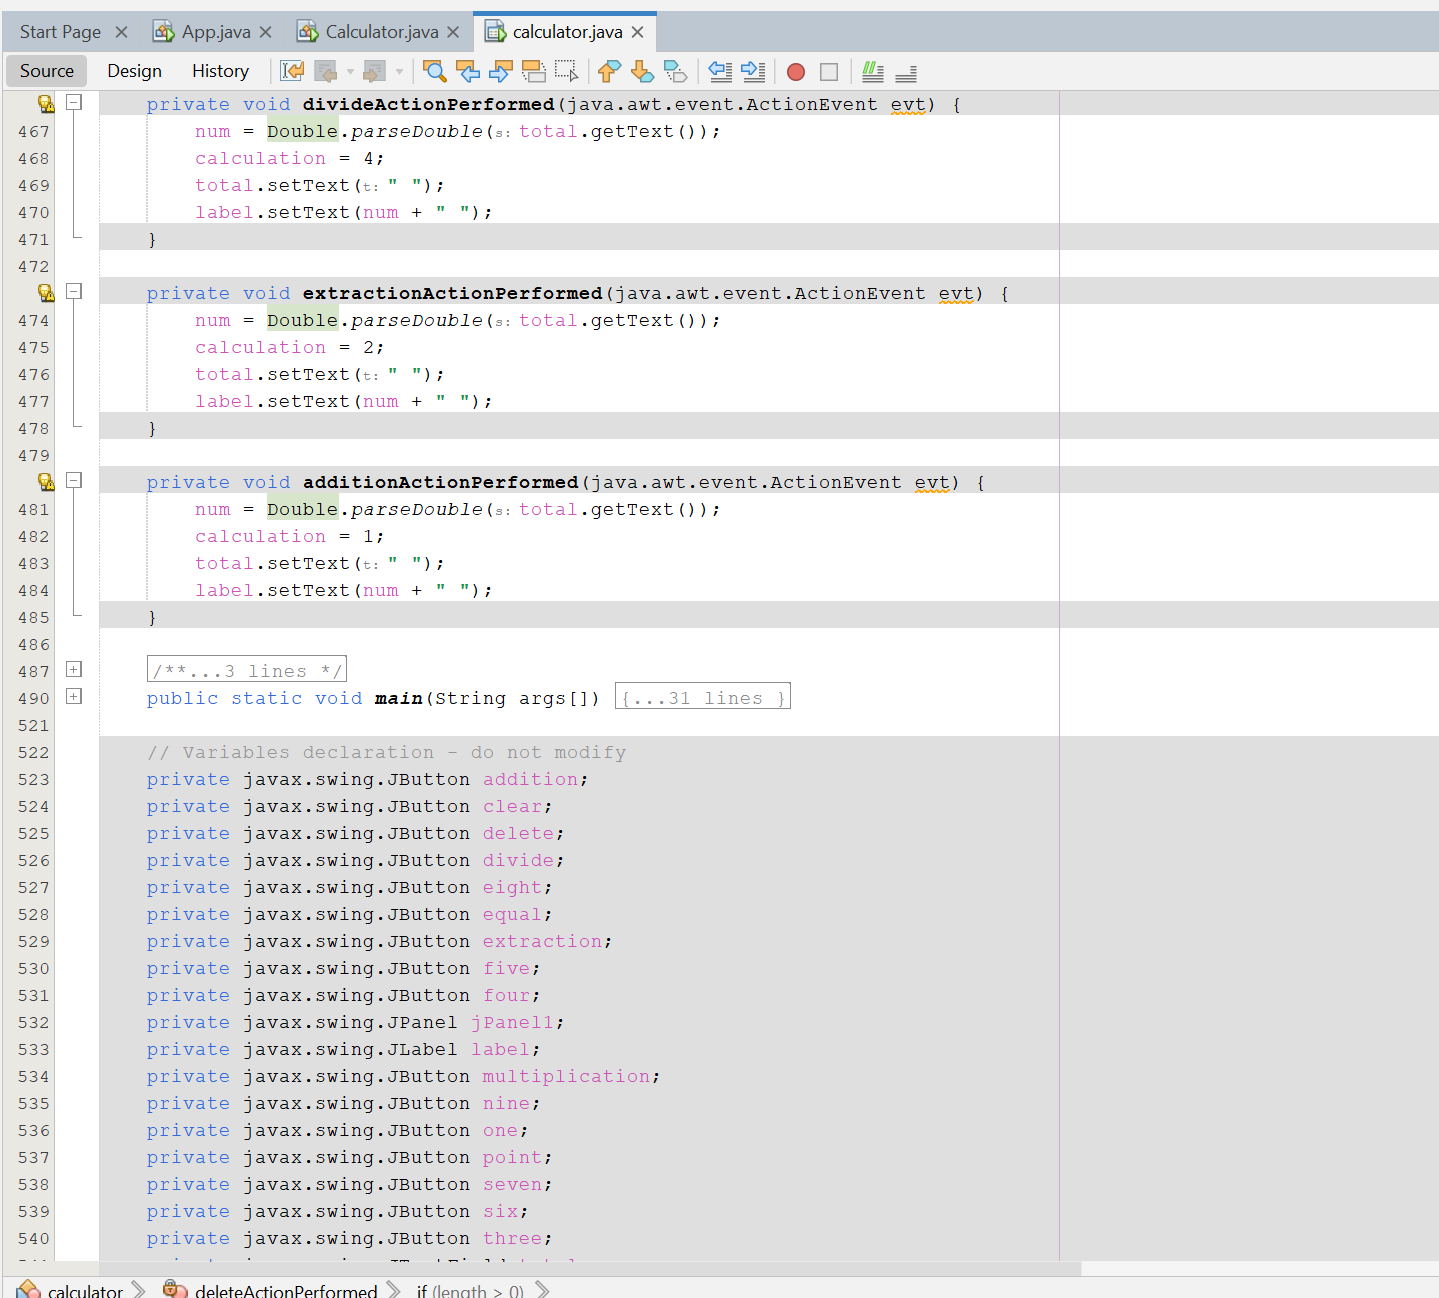 Start Page App.java Calculator.java calculator.java
Source Design History
private void divideActionPerformed(java.awt.event.ActionEvent evt) {
467 num = Double.parseDouble(s: total.getText());
468 calculation = 4;
469 total.setText(t: " ");
470 label.setText(num + " ");
471 }
472
private void extractionActionPerformed(java.awt.event.ActionEvent evt) {
474 num = Double.parseDouble(s: total.getText());
475 calculation = 2;
476 total.setText(t: " ");
477 label.setText(num + " ");
478 }
479
private void additionActionPerformed(java.awt.event.ActionEvent evt) {
481 num = Double.parseDouble(s: total.getText());
482 calculation = 1;
483 total.setText(t: " ");
484 label.setText(num + " ");
485 }
486
487 /**...3 lines */
490 public static void main(String args[]) {...31 lines }
521
522 // Variables declaration - do not modify
523 private javax.swing.JButton addition;
524 private javax.swing.JButton clear;
525 private javax.swing.JButton delete;
526 private javax.swing.JButton divide;
527 private javax.swing.JButton eight;
528 private javax.swing.JButton equal;
529 private javax.swing.JButton extraction;
530 private javax.swing.JButton five;
531 private javax.swing.JButton four;
532 private javax.swing.JPanel jPanel1;
533 private javax.swing.JLabel label;
534 private javax.swing.JButton multiplication;
535 private javax.swing.JButton nine;
536 private javax.swing.JButton one;
537 private javax.swing.JButton point;
538 private javax.swing.JButton seven;
539 private javax.swing.JButton six;
540 private javax.swing.JButton three;
calculator deleteActionPerformed if (length > 0)